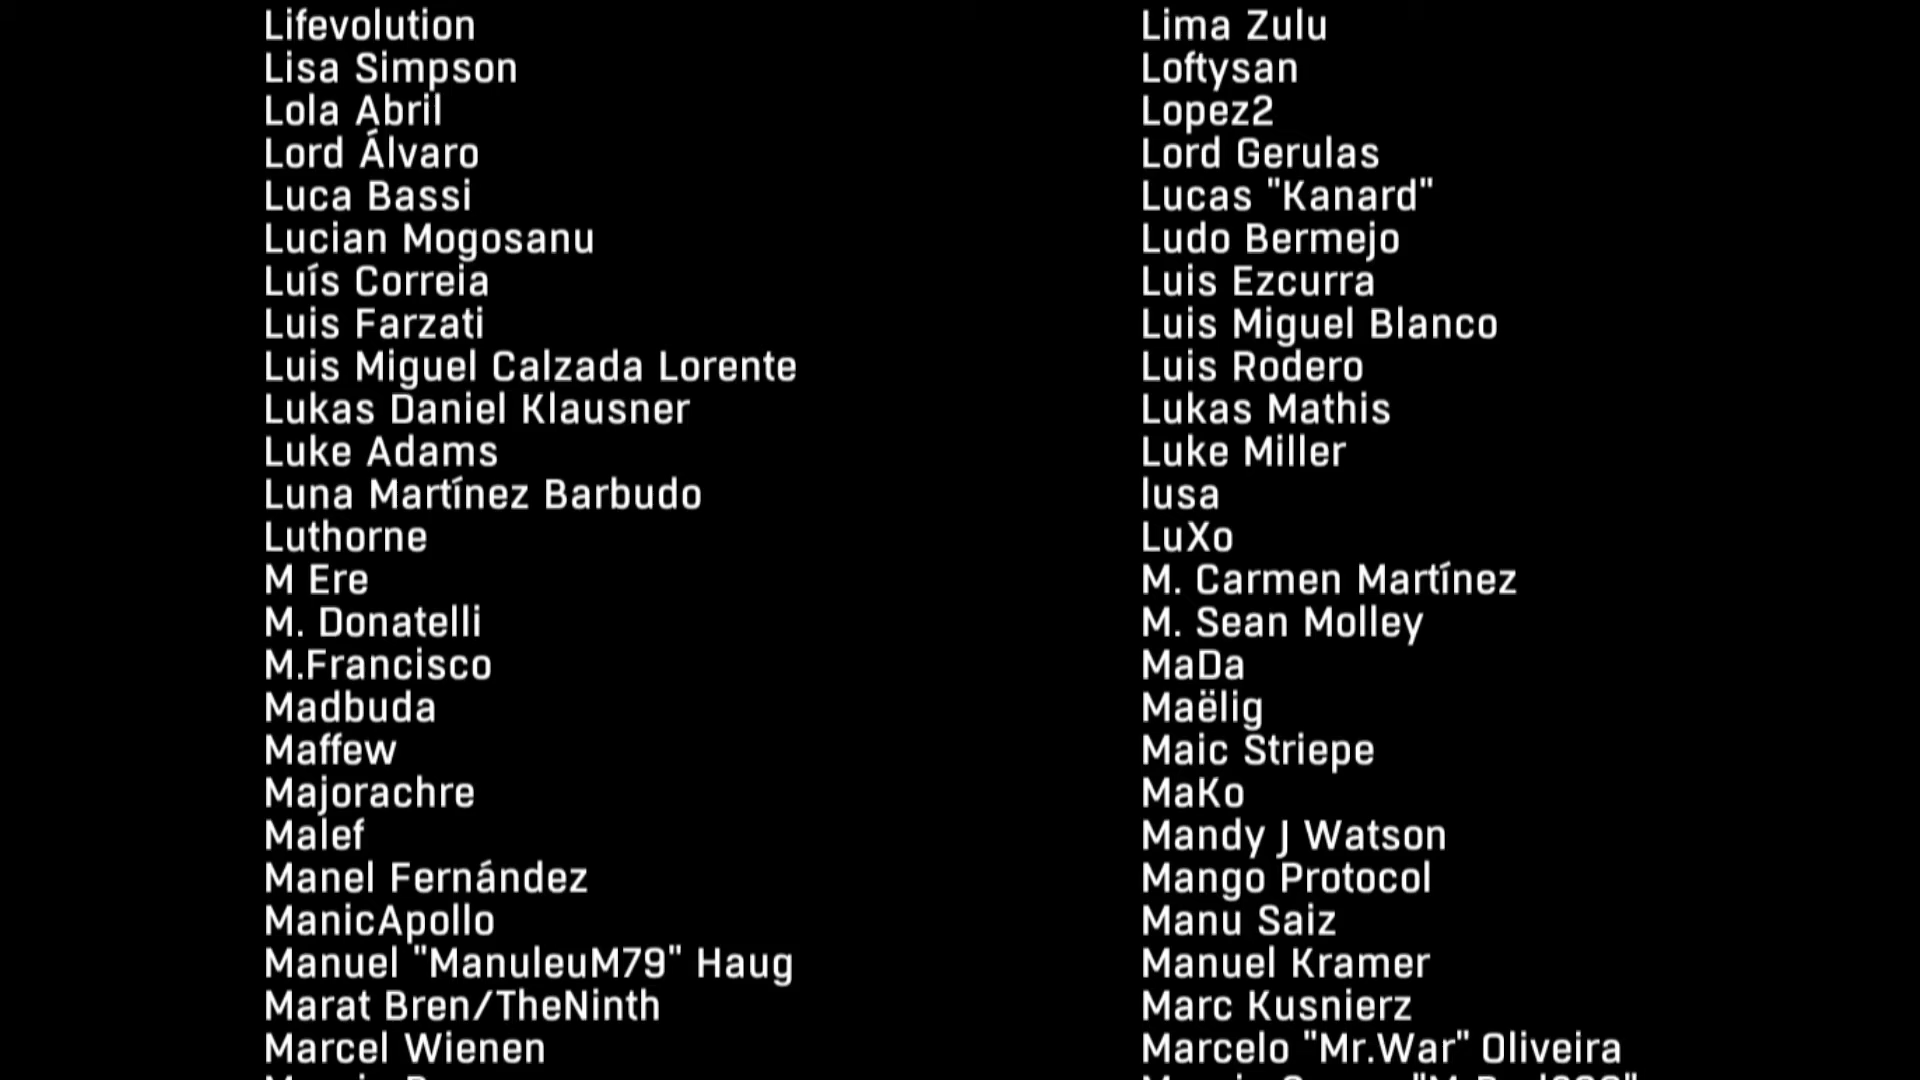 Lifevolution
Lima Zulu
Lisa Simpson
Loftysan
Lola Abril
Lopez2
Lord Álvaro
Lord Gerulas
Luca Bassi
Lucas "Kanard"
Lucian Mogosanu
Ludo Bermejo
Luís Correia
Luis Ezcurra
Luis Farzati
Luis Miguel Blanco
Luis Miguel Calzada Lorente
Luis Rodero
Lukas Daniel Klausner
Lukas Mathis
Luke Adams
Luke Miller
Luna Martínez Barbudo
lusa
Luthorne
LuXo
M Ere
M. Carmen Martínez
M. Donatelli
M. Sean Molley
M.Francisco
MaDa
Madbuda
Maëlig
Maffew
Maic Striepe
Majorachre
MaKo
Malef
Mandy J Watson
Manel Fernández
Mango Protocol
ManicApollo
Manu Saiz
Manuel "ManuleuM79" Haug
Manuel Kramer
Marat Bren/TheNinth
Marc Kusnierz
Marcel Wienen
Marcelo "Mr.War" Oliveira